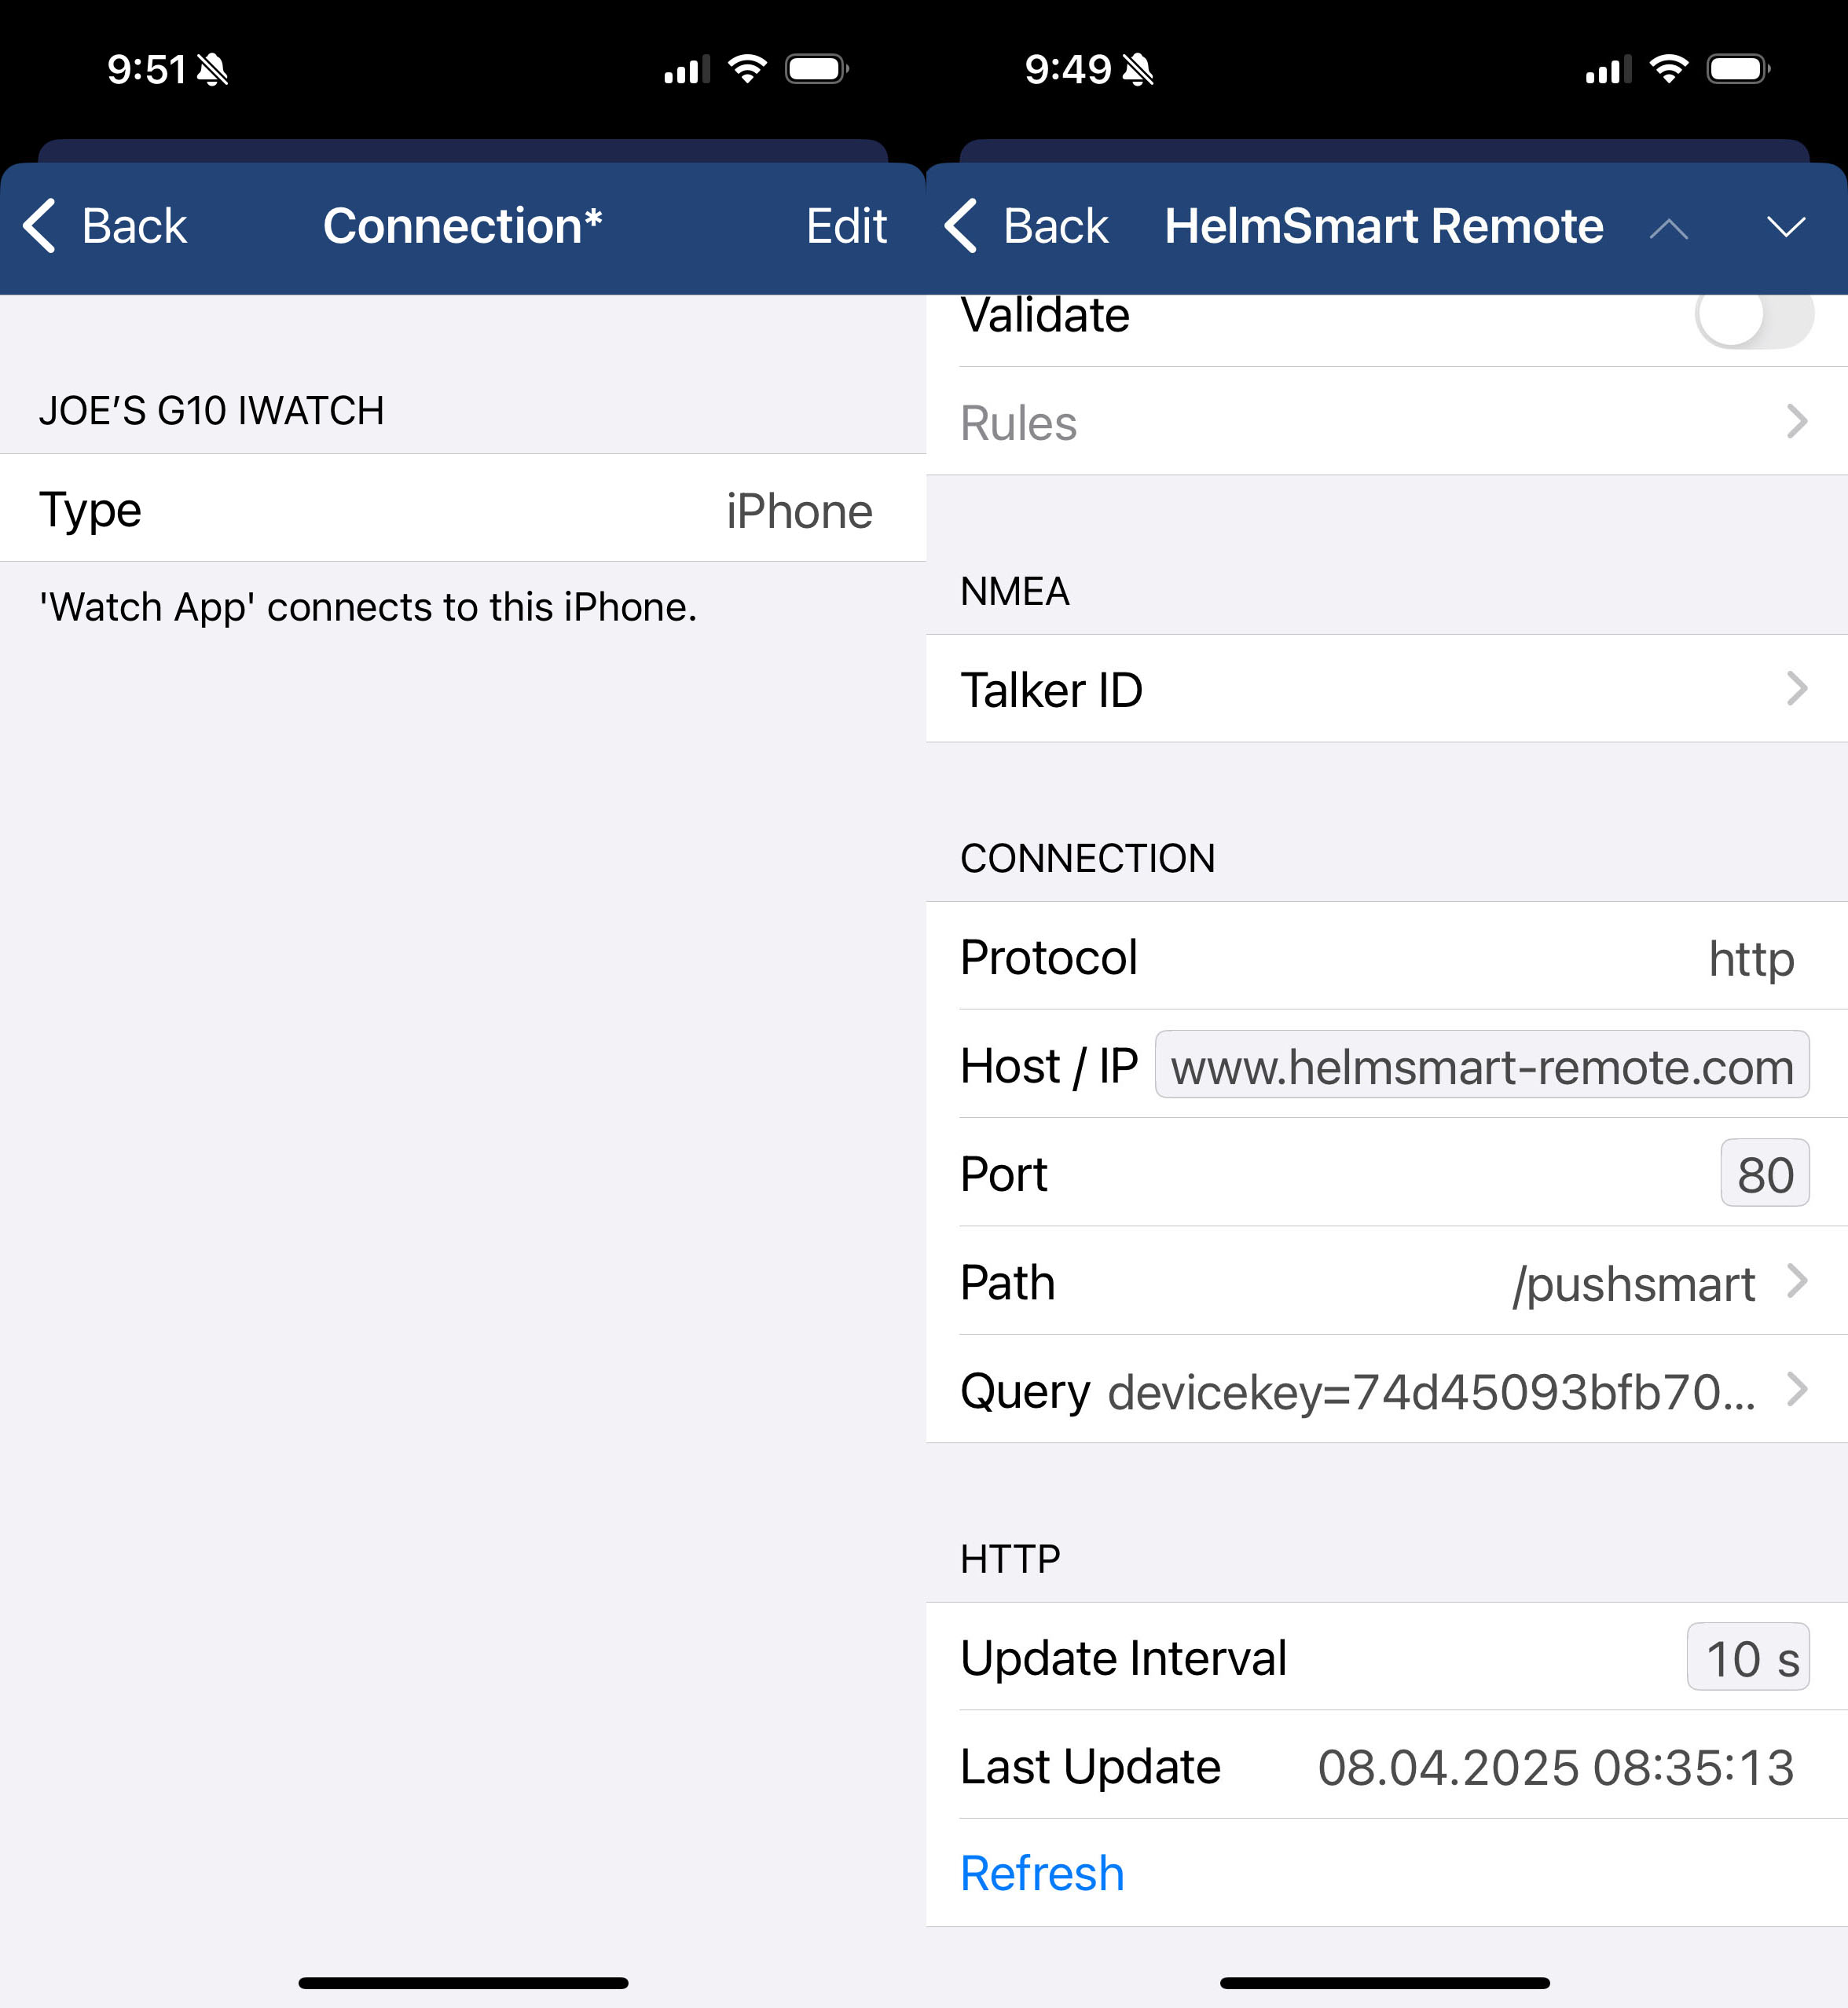 9:51
Back Connection* Edit
JOE'S G10 IWATCH
Type iPhone
'Watch App' connects to this iPhone.
9:49
Back HelmSmart Remote
Validate
Rules
NMEA
Talker ID
CONNECTION
Protocol http
Host / IP www.helmsmart-remote.com
Port 80
Path /pushsmart
Query devicekey=74d45093bfb70...
HTTP
Update Interval 10 s
Last Update 08.04.2025 08:35:13
Refresh